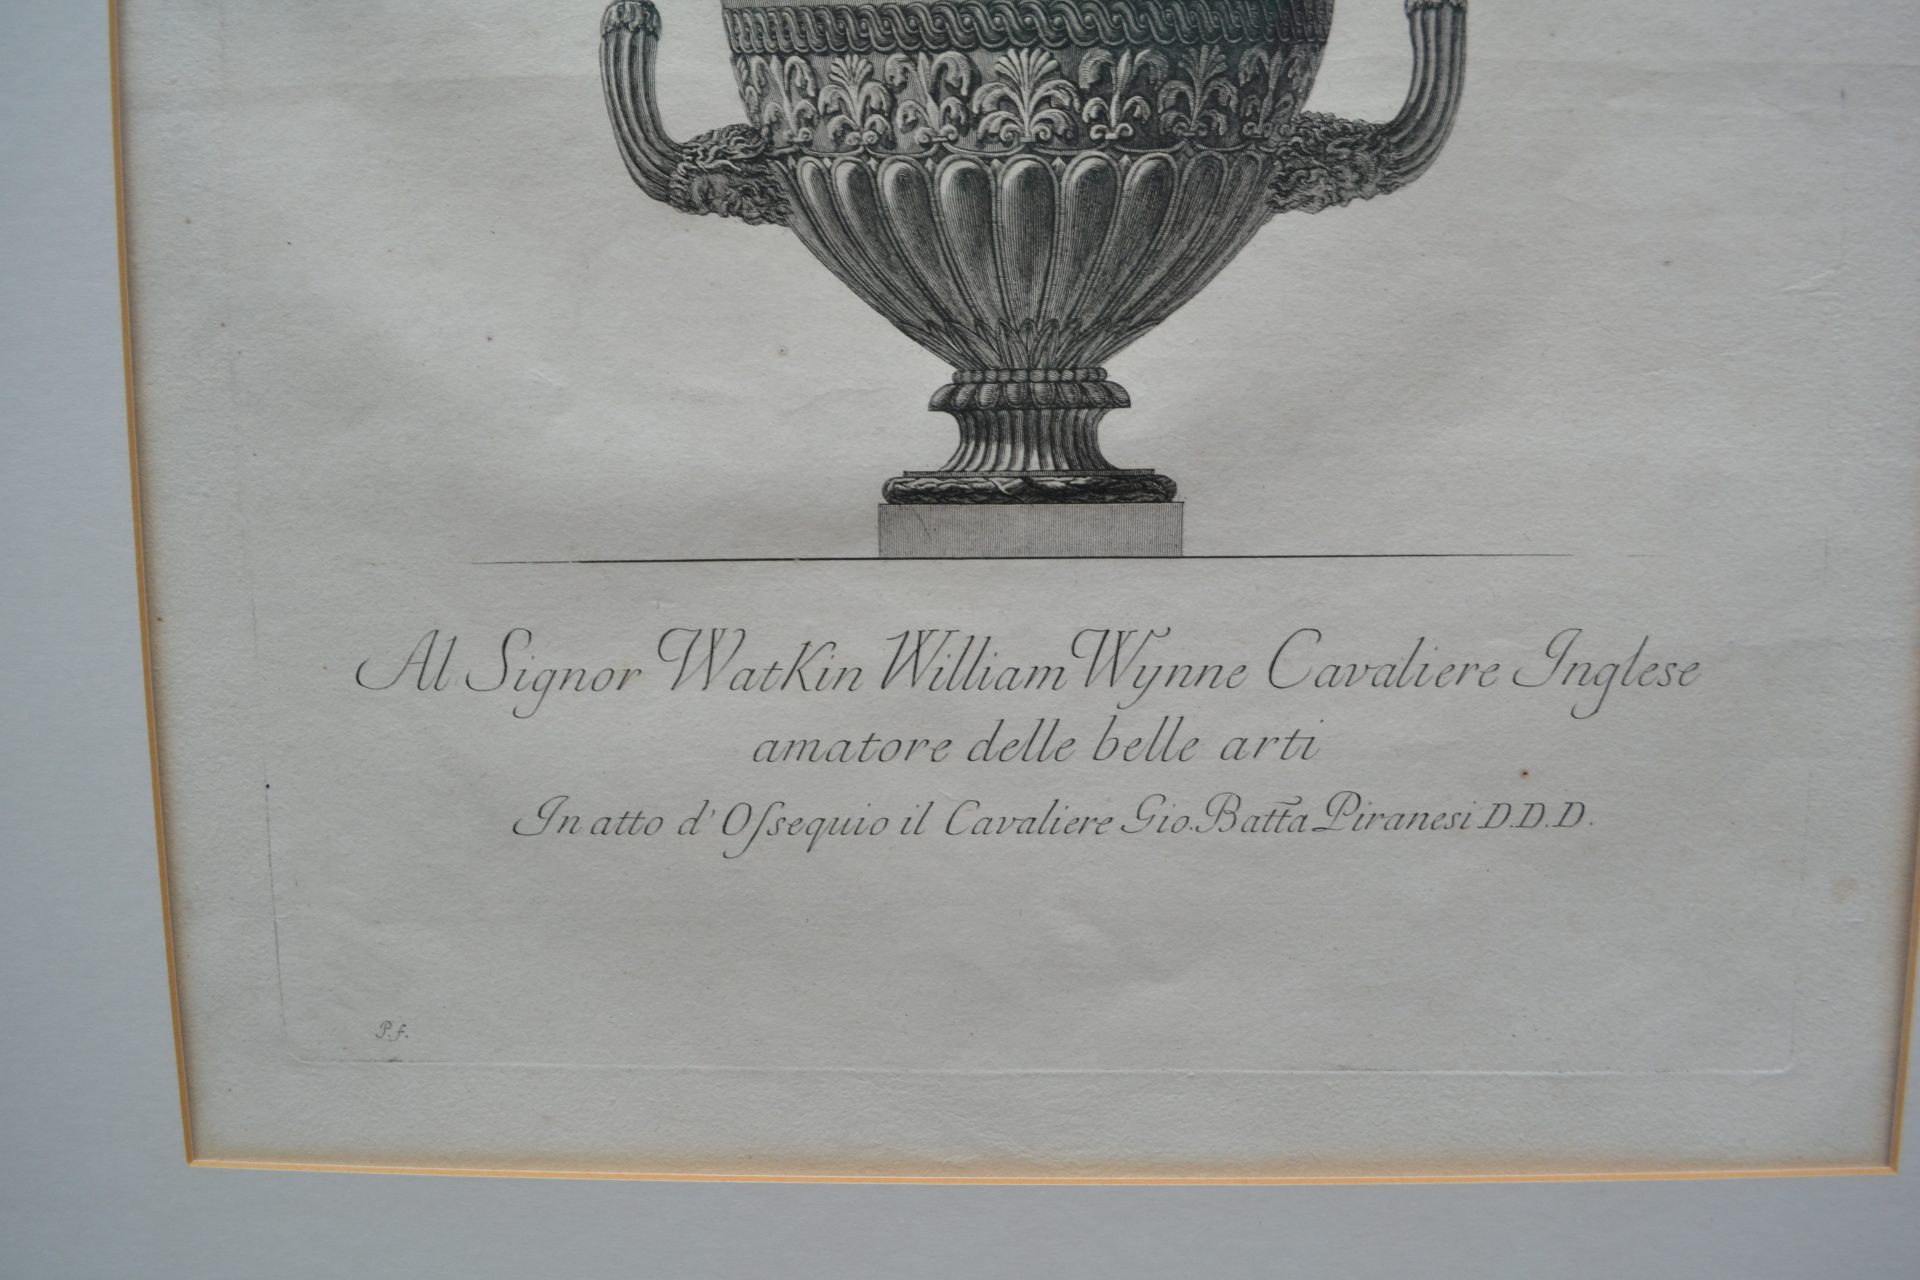 Al Signor WatKin William Wynne Cavaliere Inglese
amatore delle belle arti
In atto d' Oſsequio il Cavaliere Gio. Batta Piranesi D.D.D.
P. f.